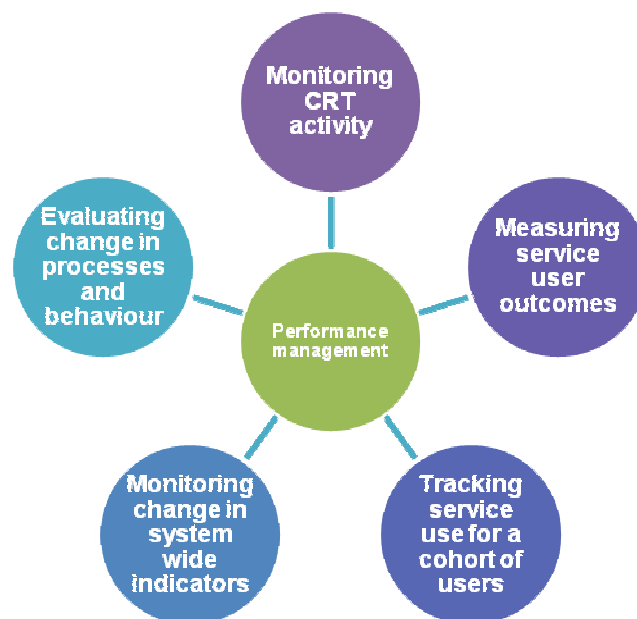 Monitoring
CRT
activity
Measuring
service
user
outcomes
Tracking
service
use for a
cohort of
users
Monitoring
change in
system
wide
indicators
Evaluating
change in
processes
and
behaviour
Performance
management